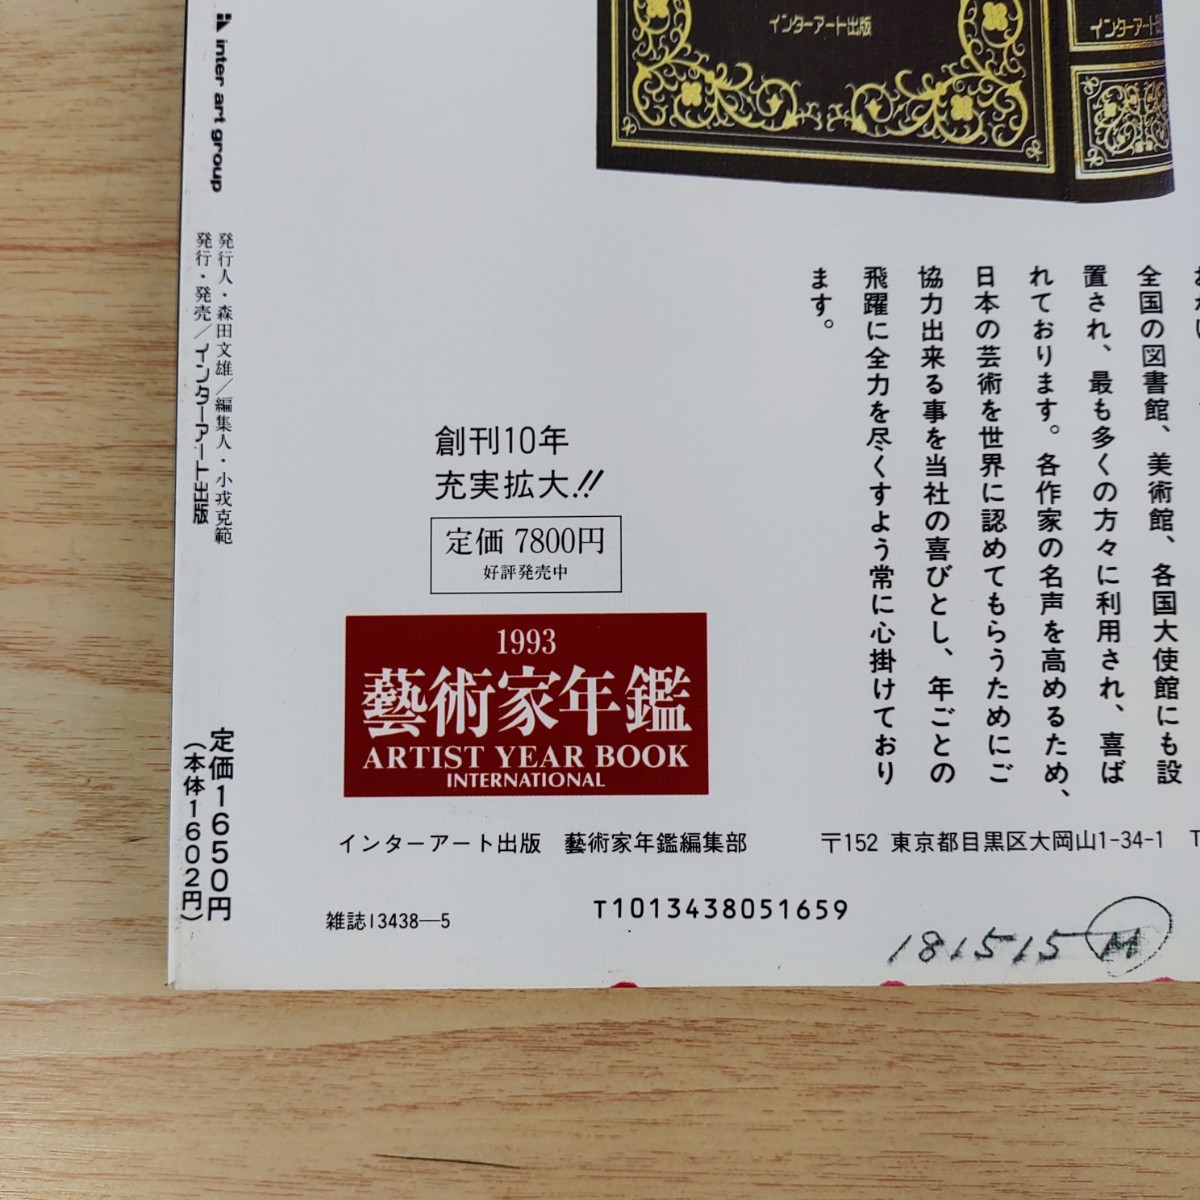 inter art group
発行人・森田文雄／編集人・小戎克範
発行・発売／インターアート出版
定価1650円
(本体1602円)
インターアート出版
インターアート出版
全国の図書館、美術館、各国大使館にも設
置され、最も多くの方々に利用され、喜ば
れております。各作家の名声を高めるため、
日本の芸術を世界に認めてもらうためにご
協力出来る事を当社の喜びとし、年ごとの
飛躍に全力を尽くすよう常に心掛けており
ます。
創刊10年
充実拡大!!
定価 7800円
好評発売中
1993
藝術家年鑑
ARTIST YEAR BOOK
INTERNATIONAL
インターアート出版 藝術家年鑑編集部 〒152 東京都目黒区大岡山1-34-1 T
雑誌13438—5
T1013438051659
181515 M